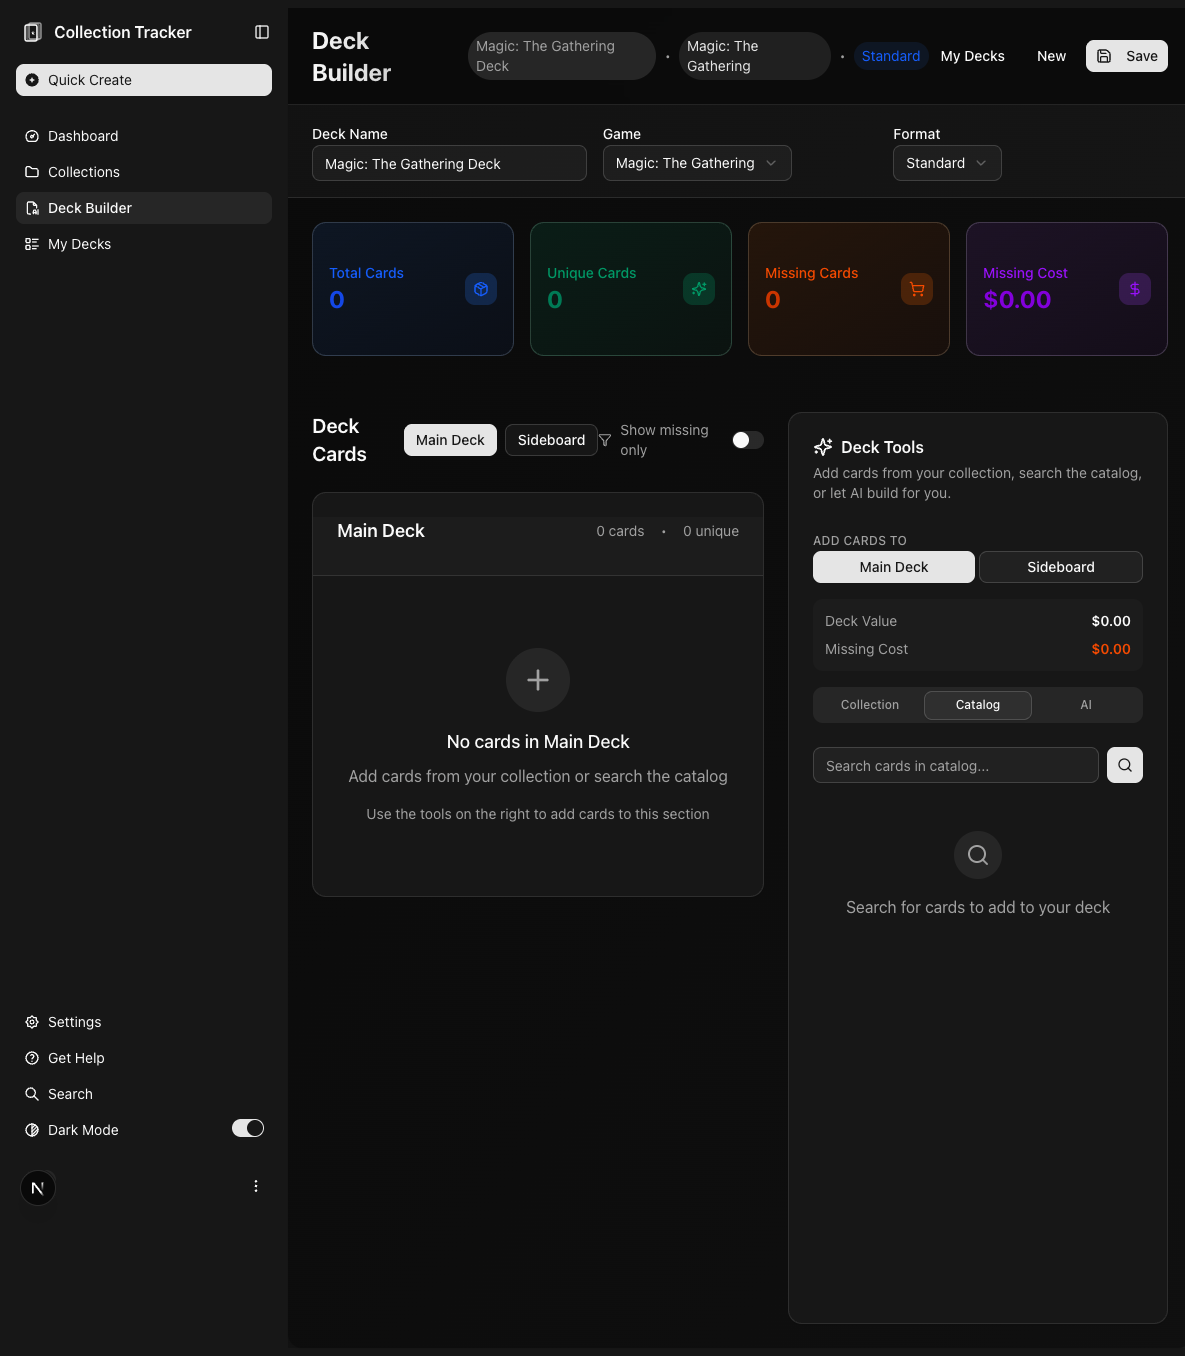 Collection Tracker
Quick Create
Dashboard
Collections
Deck Builder
My Decks
Settings
Get Help
Search
Dark Mode
N
Deck
Builder
Magic: The Gathering
Deck
•
Magic: The
Gathering
•
Standard
My Decks
New
Save
Deck Name
Magic: The Gathering Deck
Game
Magic: The Gathering
Format
Standard
Total Cards
0
Unique Cards
0
Missing Cards
0
Missing Cost
$0.00
Deck
Cards
Main Deck
Sideboard
Show missing
only
Main Deck
0 cards • 0 unique
No cards in Main Deck
Add cards from your collection or search the catalog
Use the tools on the right to add cards to this section
Deck Tools
Add cards from your collection, search the catalog,
or let AI build for you.
ADD CARDS TO
Main Deck
Sideboard
Deck Value $0.00
Missing Cost $0.00
Collection
Catalog
AI
Search cards in catalog...
Search for cards to add to your deck